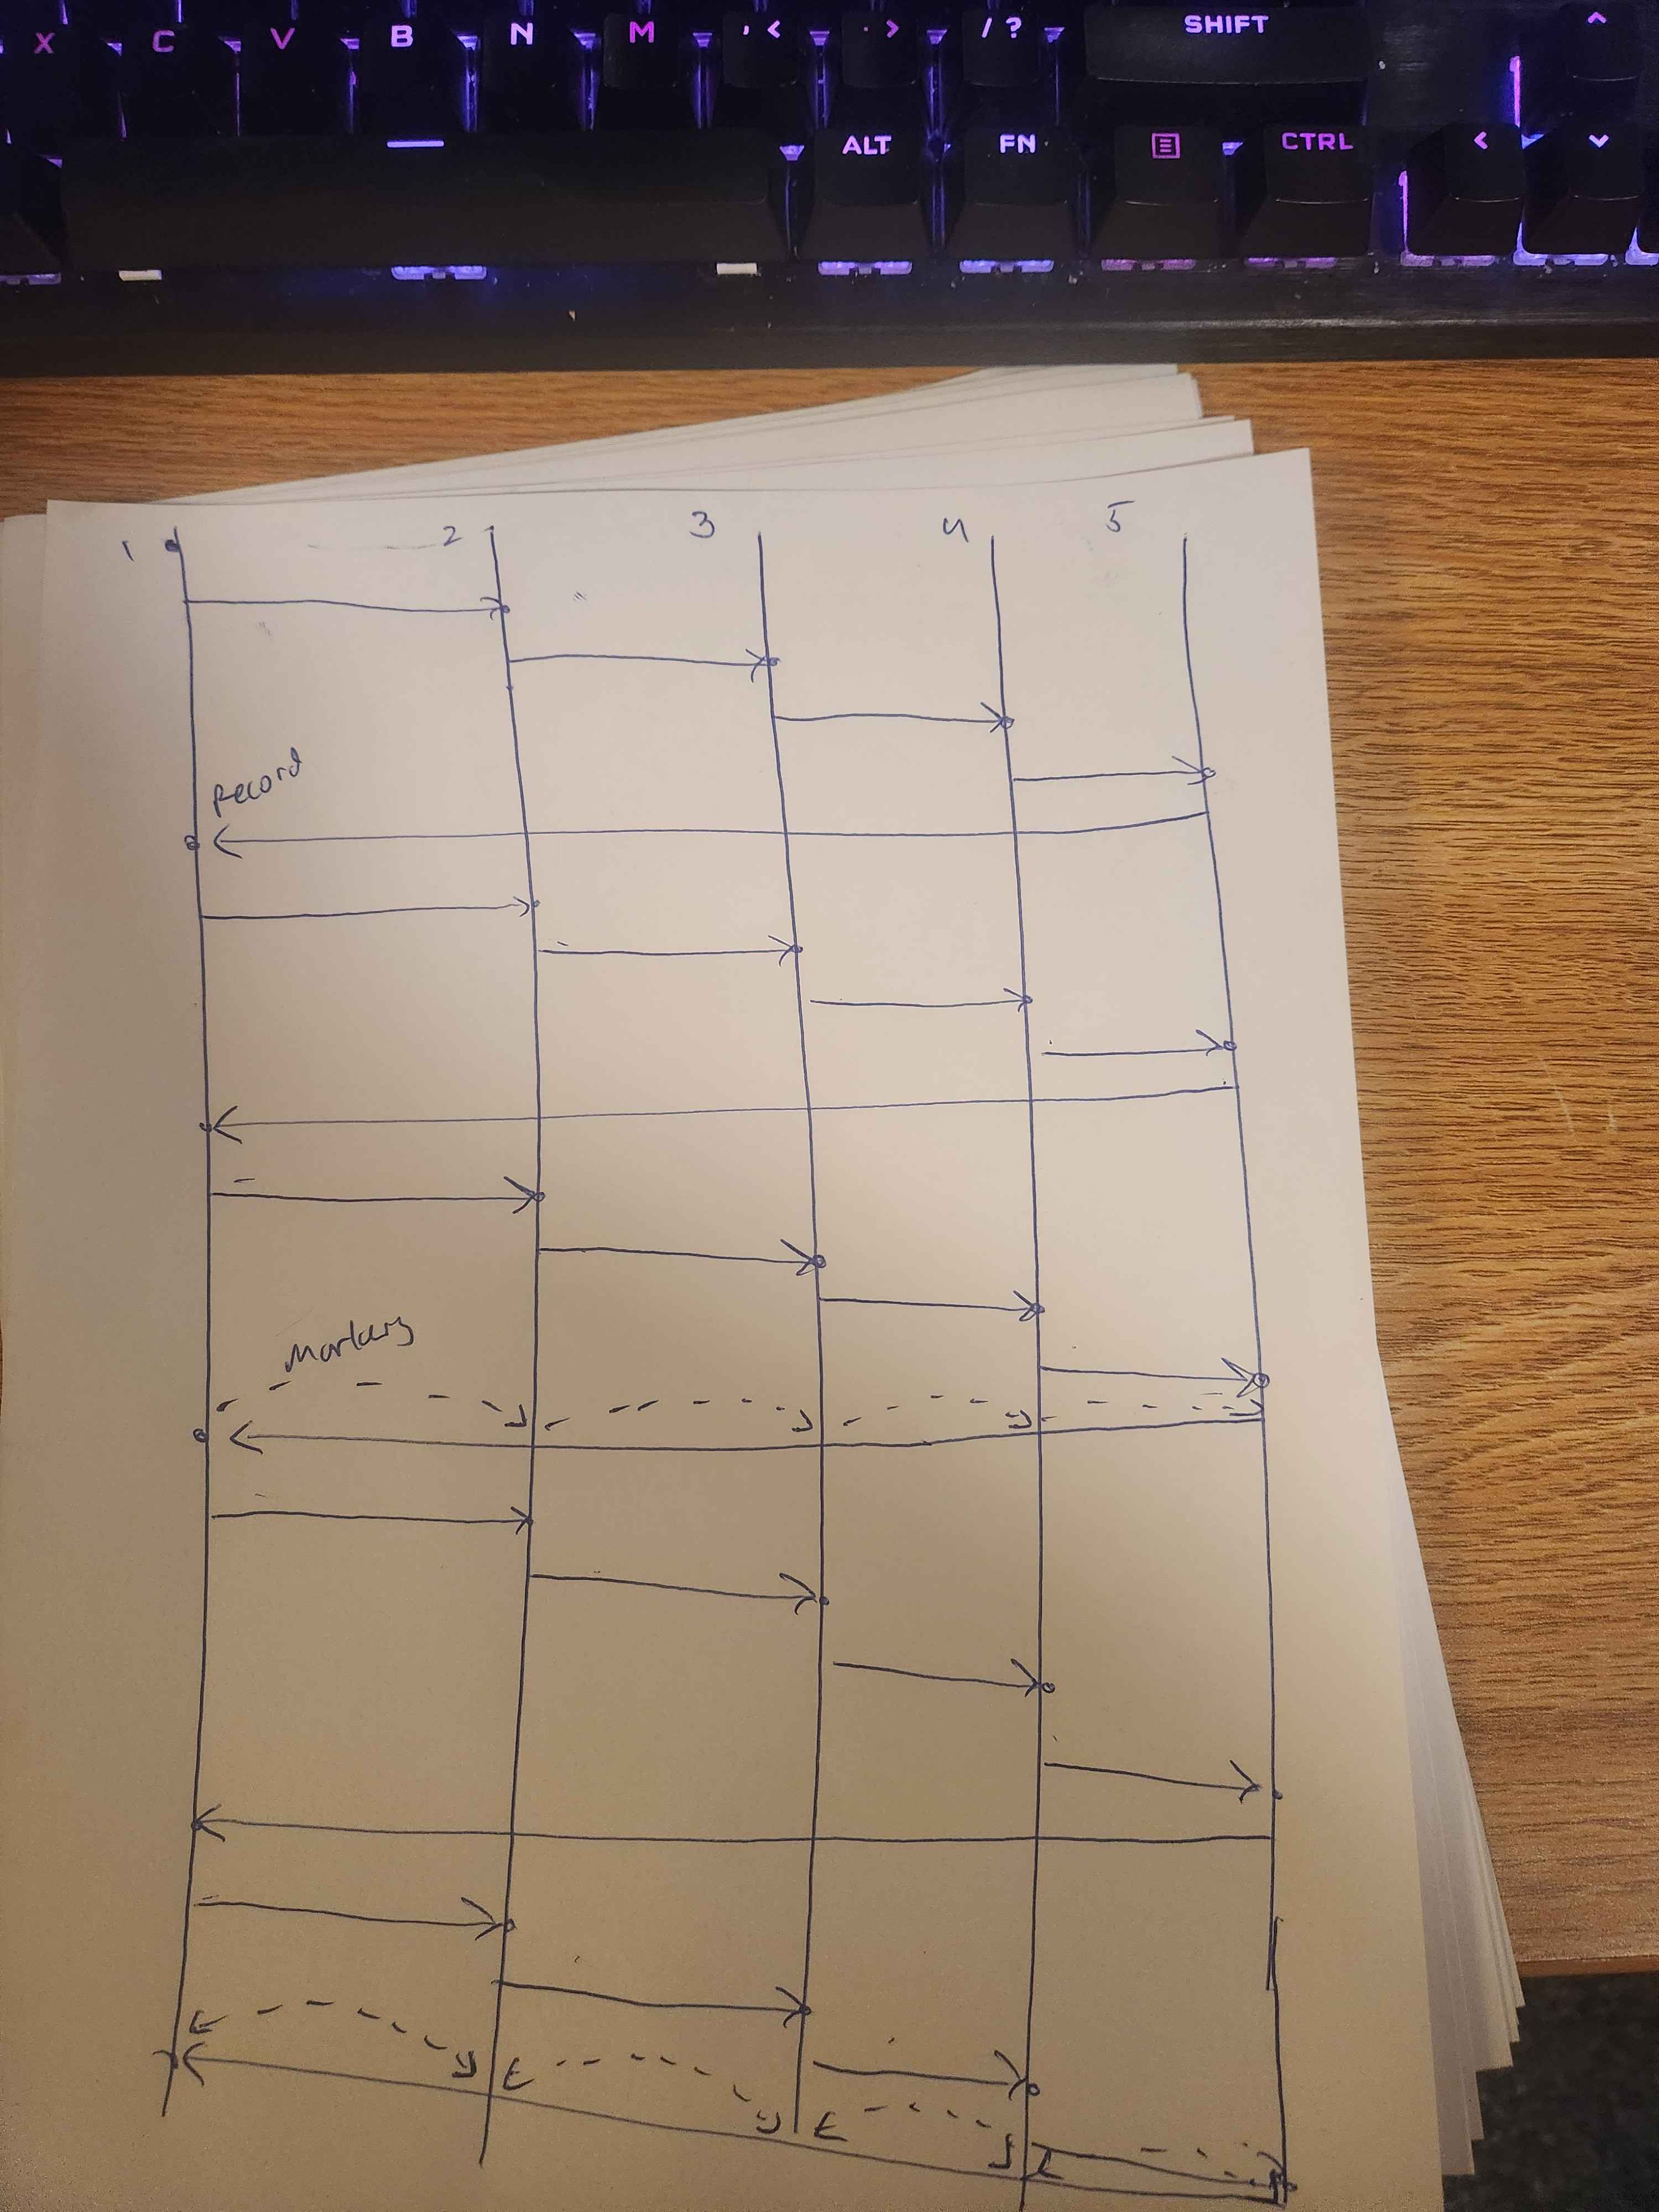 X C V B N M , < . > / ? SHIFT ^
ALT FN CTRL < ⌄
1 2 3 4 5
Record
Markers